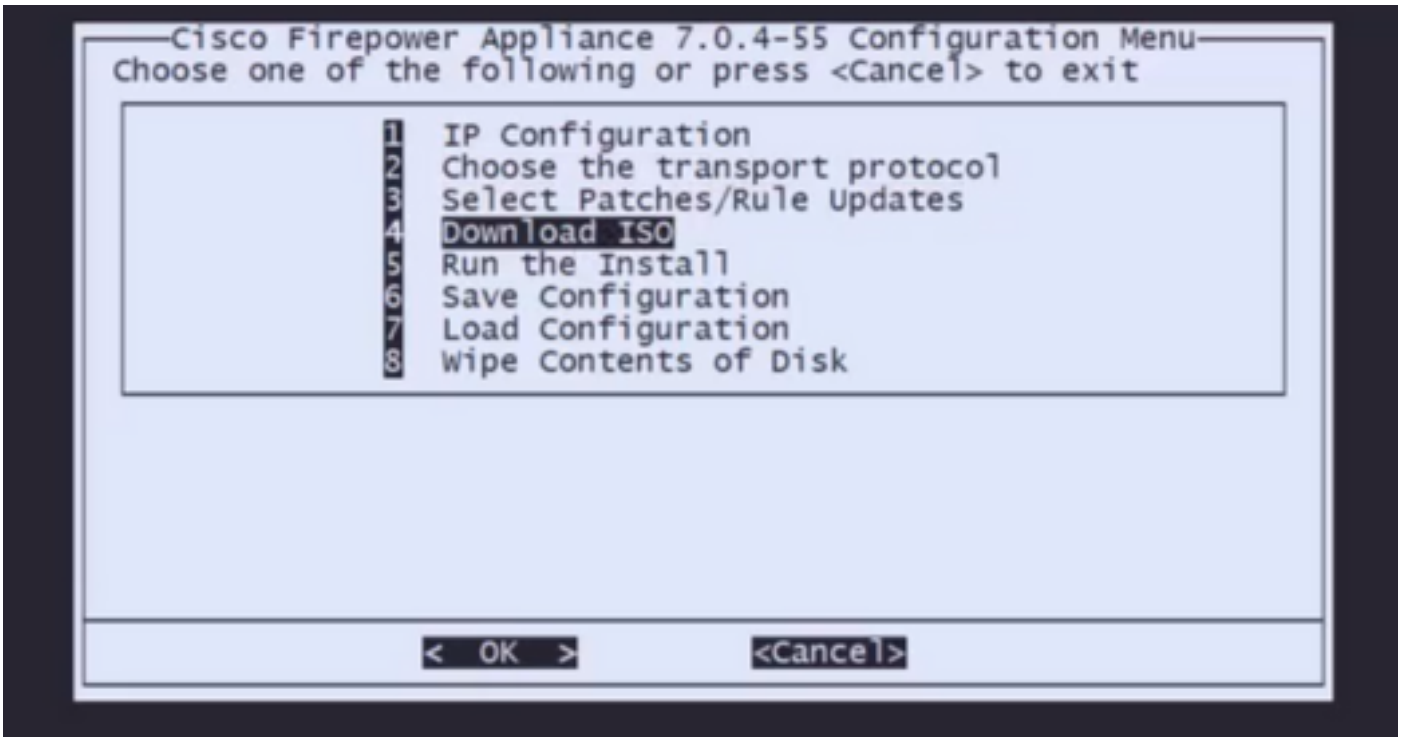 Cisco Firepower Appliance 7.0.4-55 Configuration Menu
Choose one of the following or press <Cancel> to exit
1 IP Configuration
2 Choose the transport protocol
3 Select Patches/Rule Updates
4 Download ISO
5 Run the Install
6 Save Configuration
7 Load Configuration
8 Wipe Contents of Disk
< OK > <Cancel>